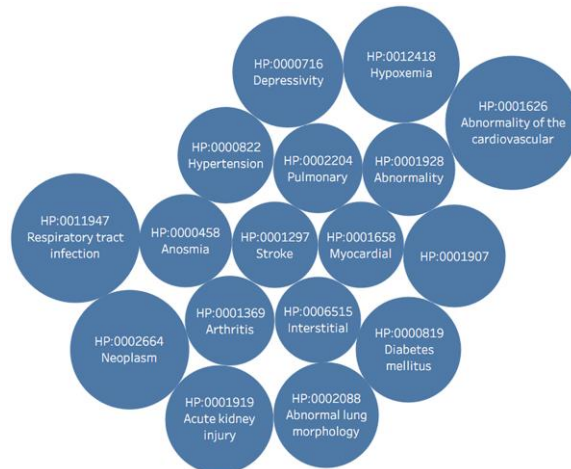 HP:0000716
Depressivity
HP:0012418
Hypoxemia
HP:0001626
Abnormality of the
cardiovascular
HP:0000822
Hypertension
HP:0002204
Pulmonary
HP:0001928
Abnormality
HP:0011947
Respiratory tract
infection
HP:0000458
Anosmia
HP:0001297
Stroke
HP:0001658
Myocardial
HP:0001907
HP:0001369
Arthritis
HP:0006515
Interstitial
HP:0002664
Neoplasm
HP:0000819
Diabetes
mellitus
HP:0001919
Acute kidney
injury
HP:0002088
Abnormal lung
morphology